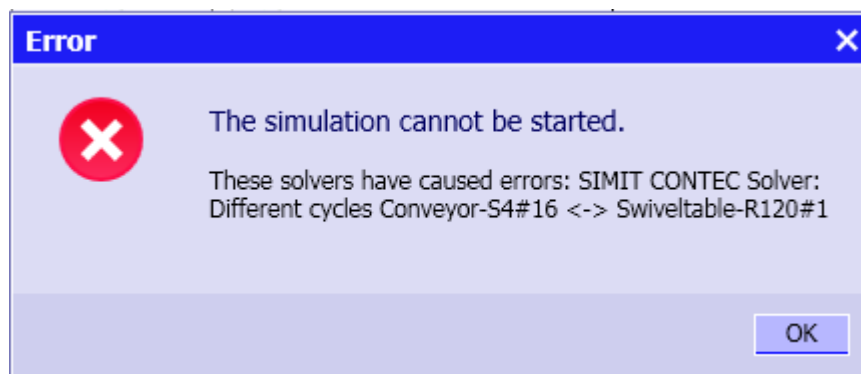 Error
The simulation cannot be started.
These solvers have caused errors: SIMIT CONTEC Solver:
Different cycles Conveyor-S4#16 <-> Swiveltable-R120#1
OK